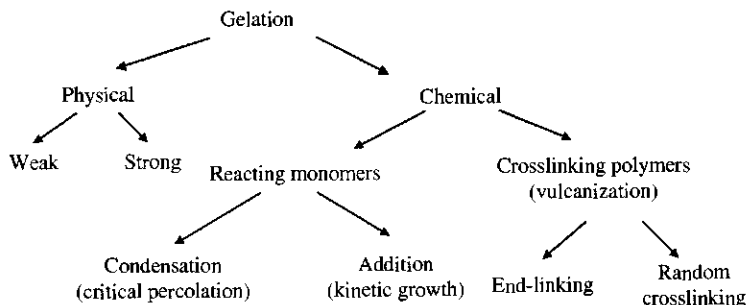 Gelation
Physical
Chemical
Weak
Strong
Reacting monomers
Crosslinking polymers
(vulcanization)
Condensation
(critical percolation)
Addition
(kinetic growth)
End-linking
Random
crosslinking